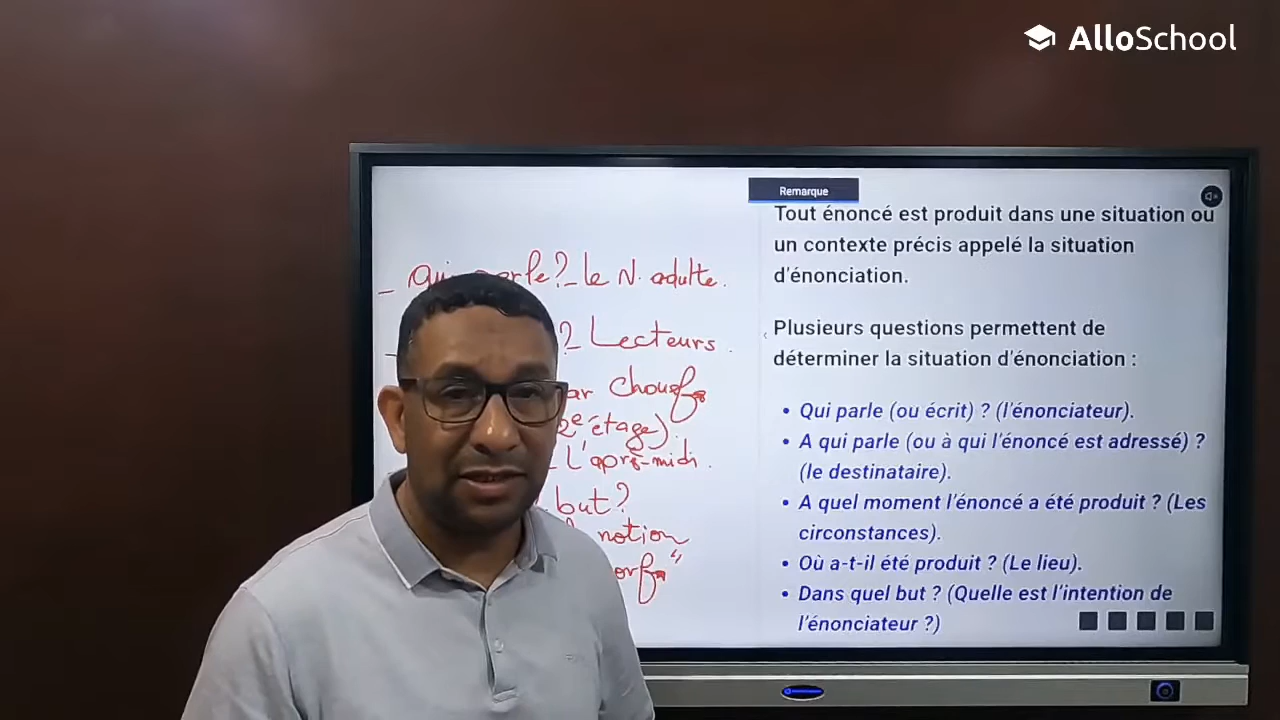 AlloSchool
Remarque
Tout énoncé est produit dans une situation ou
un contexte précis appelé la situation
d'énonciation.
Plusieurs questions permettent de
déterminer la situation d'énonciation :
• Qui parle (ou écrit) ? (l'énonciateur).
• A qui parle (ou à qui l'énoncé est adressé) ?
(le destinataire).
• A quel moment l'énoncé a été produit ? (Les
circonstances).
• Où a-t-il été produit ? (Le lieu).
• Dans quel but ? (Quelle est l'intention de
l'énonciateur ?)
_ Le N. adulte.
? Lecteurs.
2e étage).
L'après-midi.
but?
notion